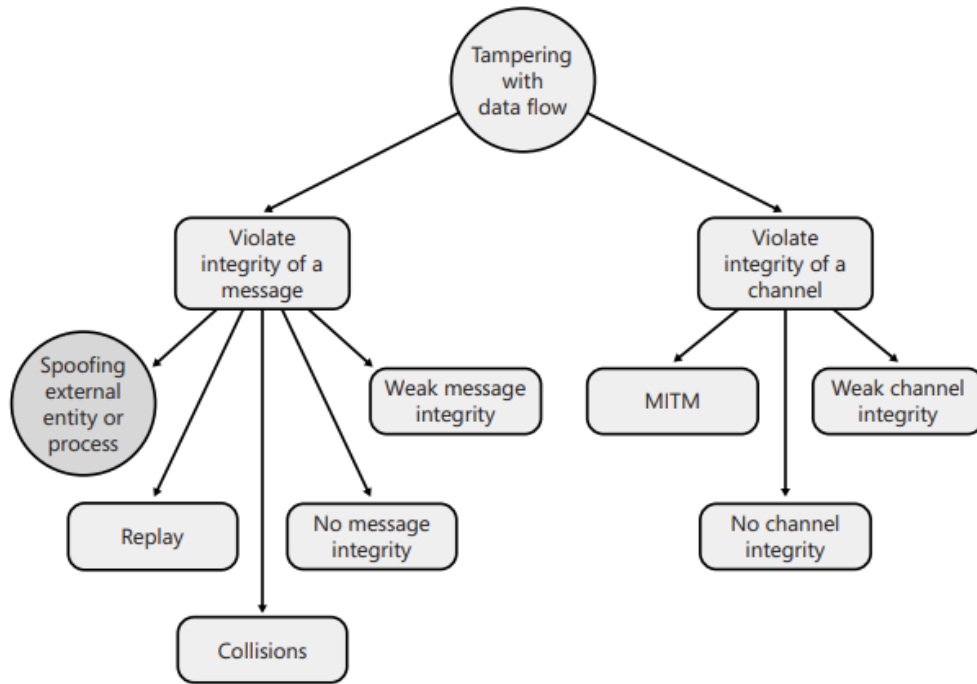 Tampering
with
data flow
Violate
integrity of a
message
Violate
integrity of a
channel
Spoofing
external
entity or
process
Weak message
integrity
MITM
Weak channel
integrity
Replay
No message
integrity
No channel
integrity
Collisions